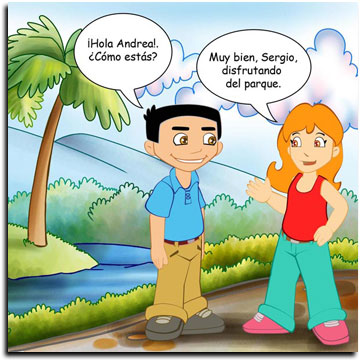 ¡Hola Andrea!.
¿Cómo estás?
Muy bien, Sergio,
disfrutando
del parque.